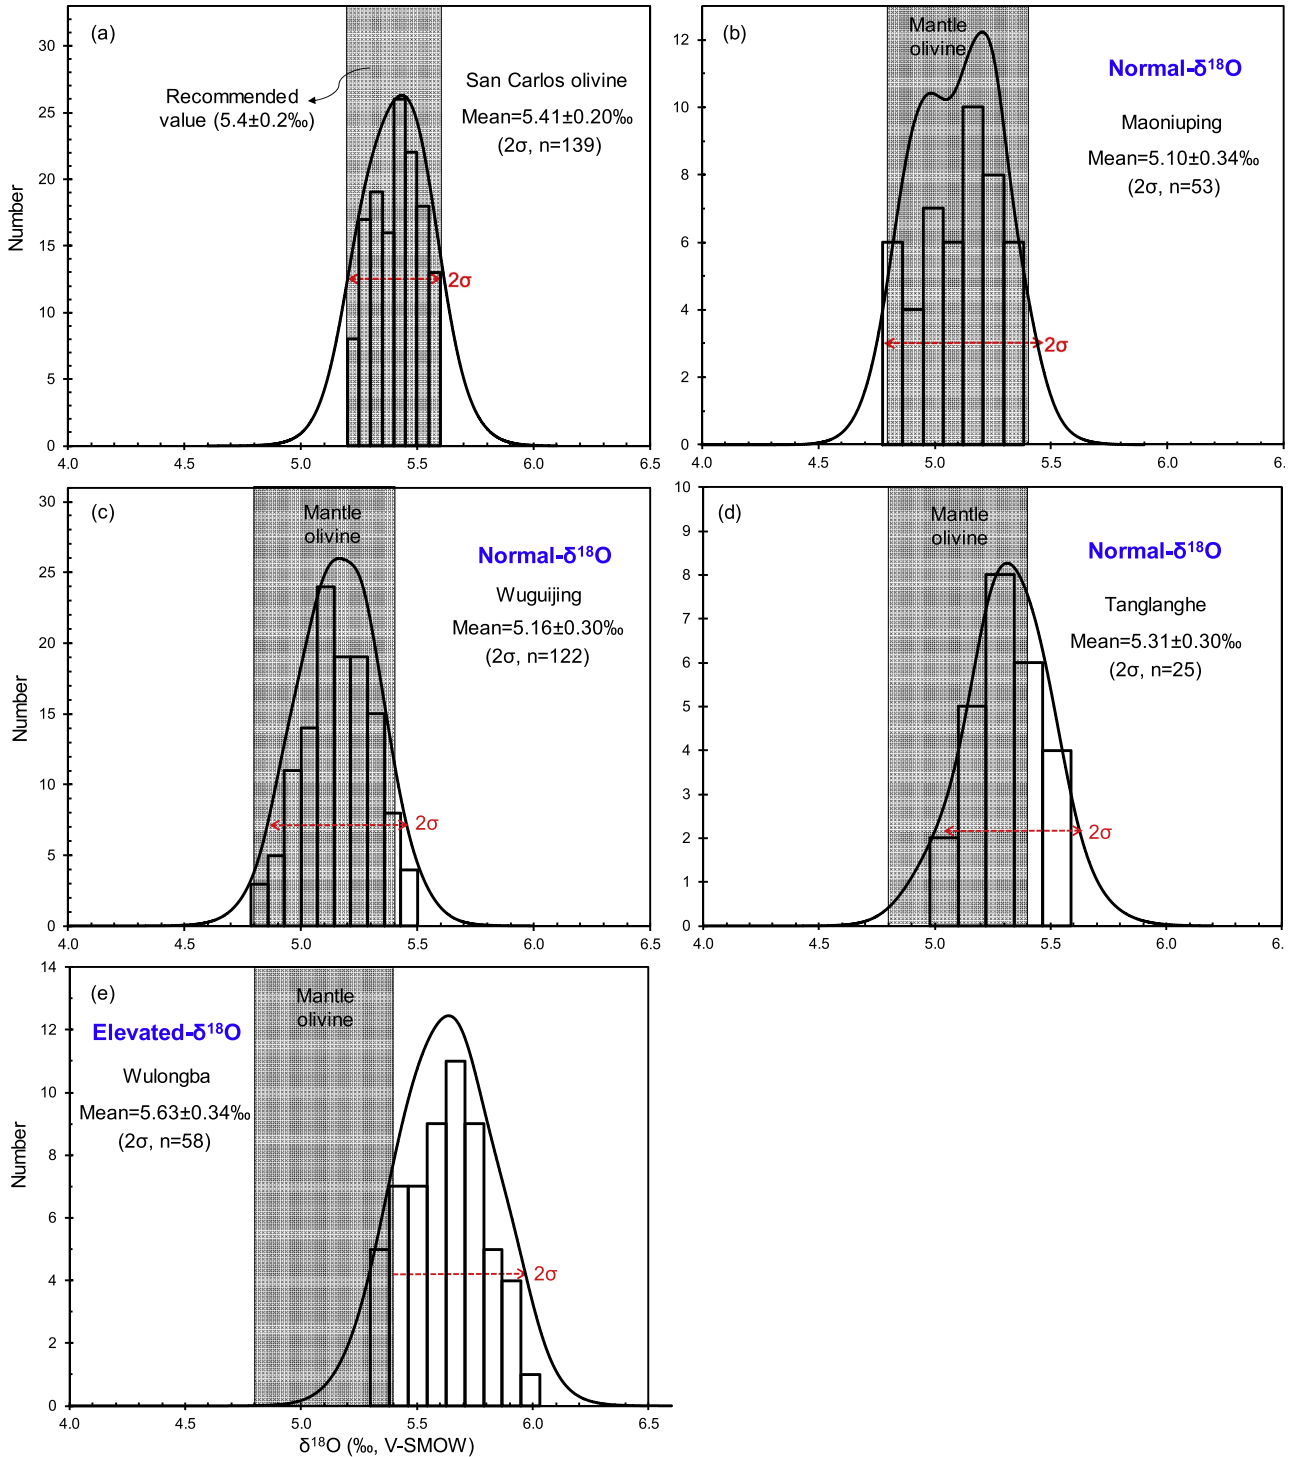 (a)
Recommended
value (5.4±0.2‰)
San Carlos olivine
Mean=5.41±0.20‰
(2σ, n=139)
2σ
Number
30
25
20
15
10
5
0
4.0 4.5 5.0 5.5 6.0 6.5
(b)
Mantle
olivine
Normal-δ¹⁸O
Maoniuping
Mean=5.10±0.34‰
(2σ, n=53)
2σ
12
10
8
6
4
2
0
4.0 4.5 5.0 5.5 6.0 6.
(c)
Mantle
olivine
Normal-δ¹⁸O
Wuguijing
Mean=5.16±0.30‰
(2σ, n=122)
2σ
Number
30
25
20
15
10
5
0
4.0 4.5 5.0 5.5 6.0 6.5
(d)
Mantle
olivine
Normal-δ¹⁸O
Tanglanghe
Mean=5.31±0.30‰
(2σ, n=25)
2σ
10
9
8
7
6
5
4
3
2
1
0
4.0 4.5 5.0 5.5 6.0 6.
(e)
Mantle
olivine
Elevated-δ¹⁸O
Wulongba
Mean=5.63±0.34‰
(2σ, n=58)
2σ
Number
14
12
10
8
6
4
2
0
4.0 4.5 5.0 5.5 6.0 6.5
δ¹⁸O (‰, V-SMOW)